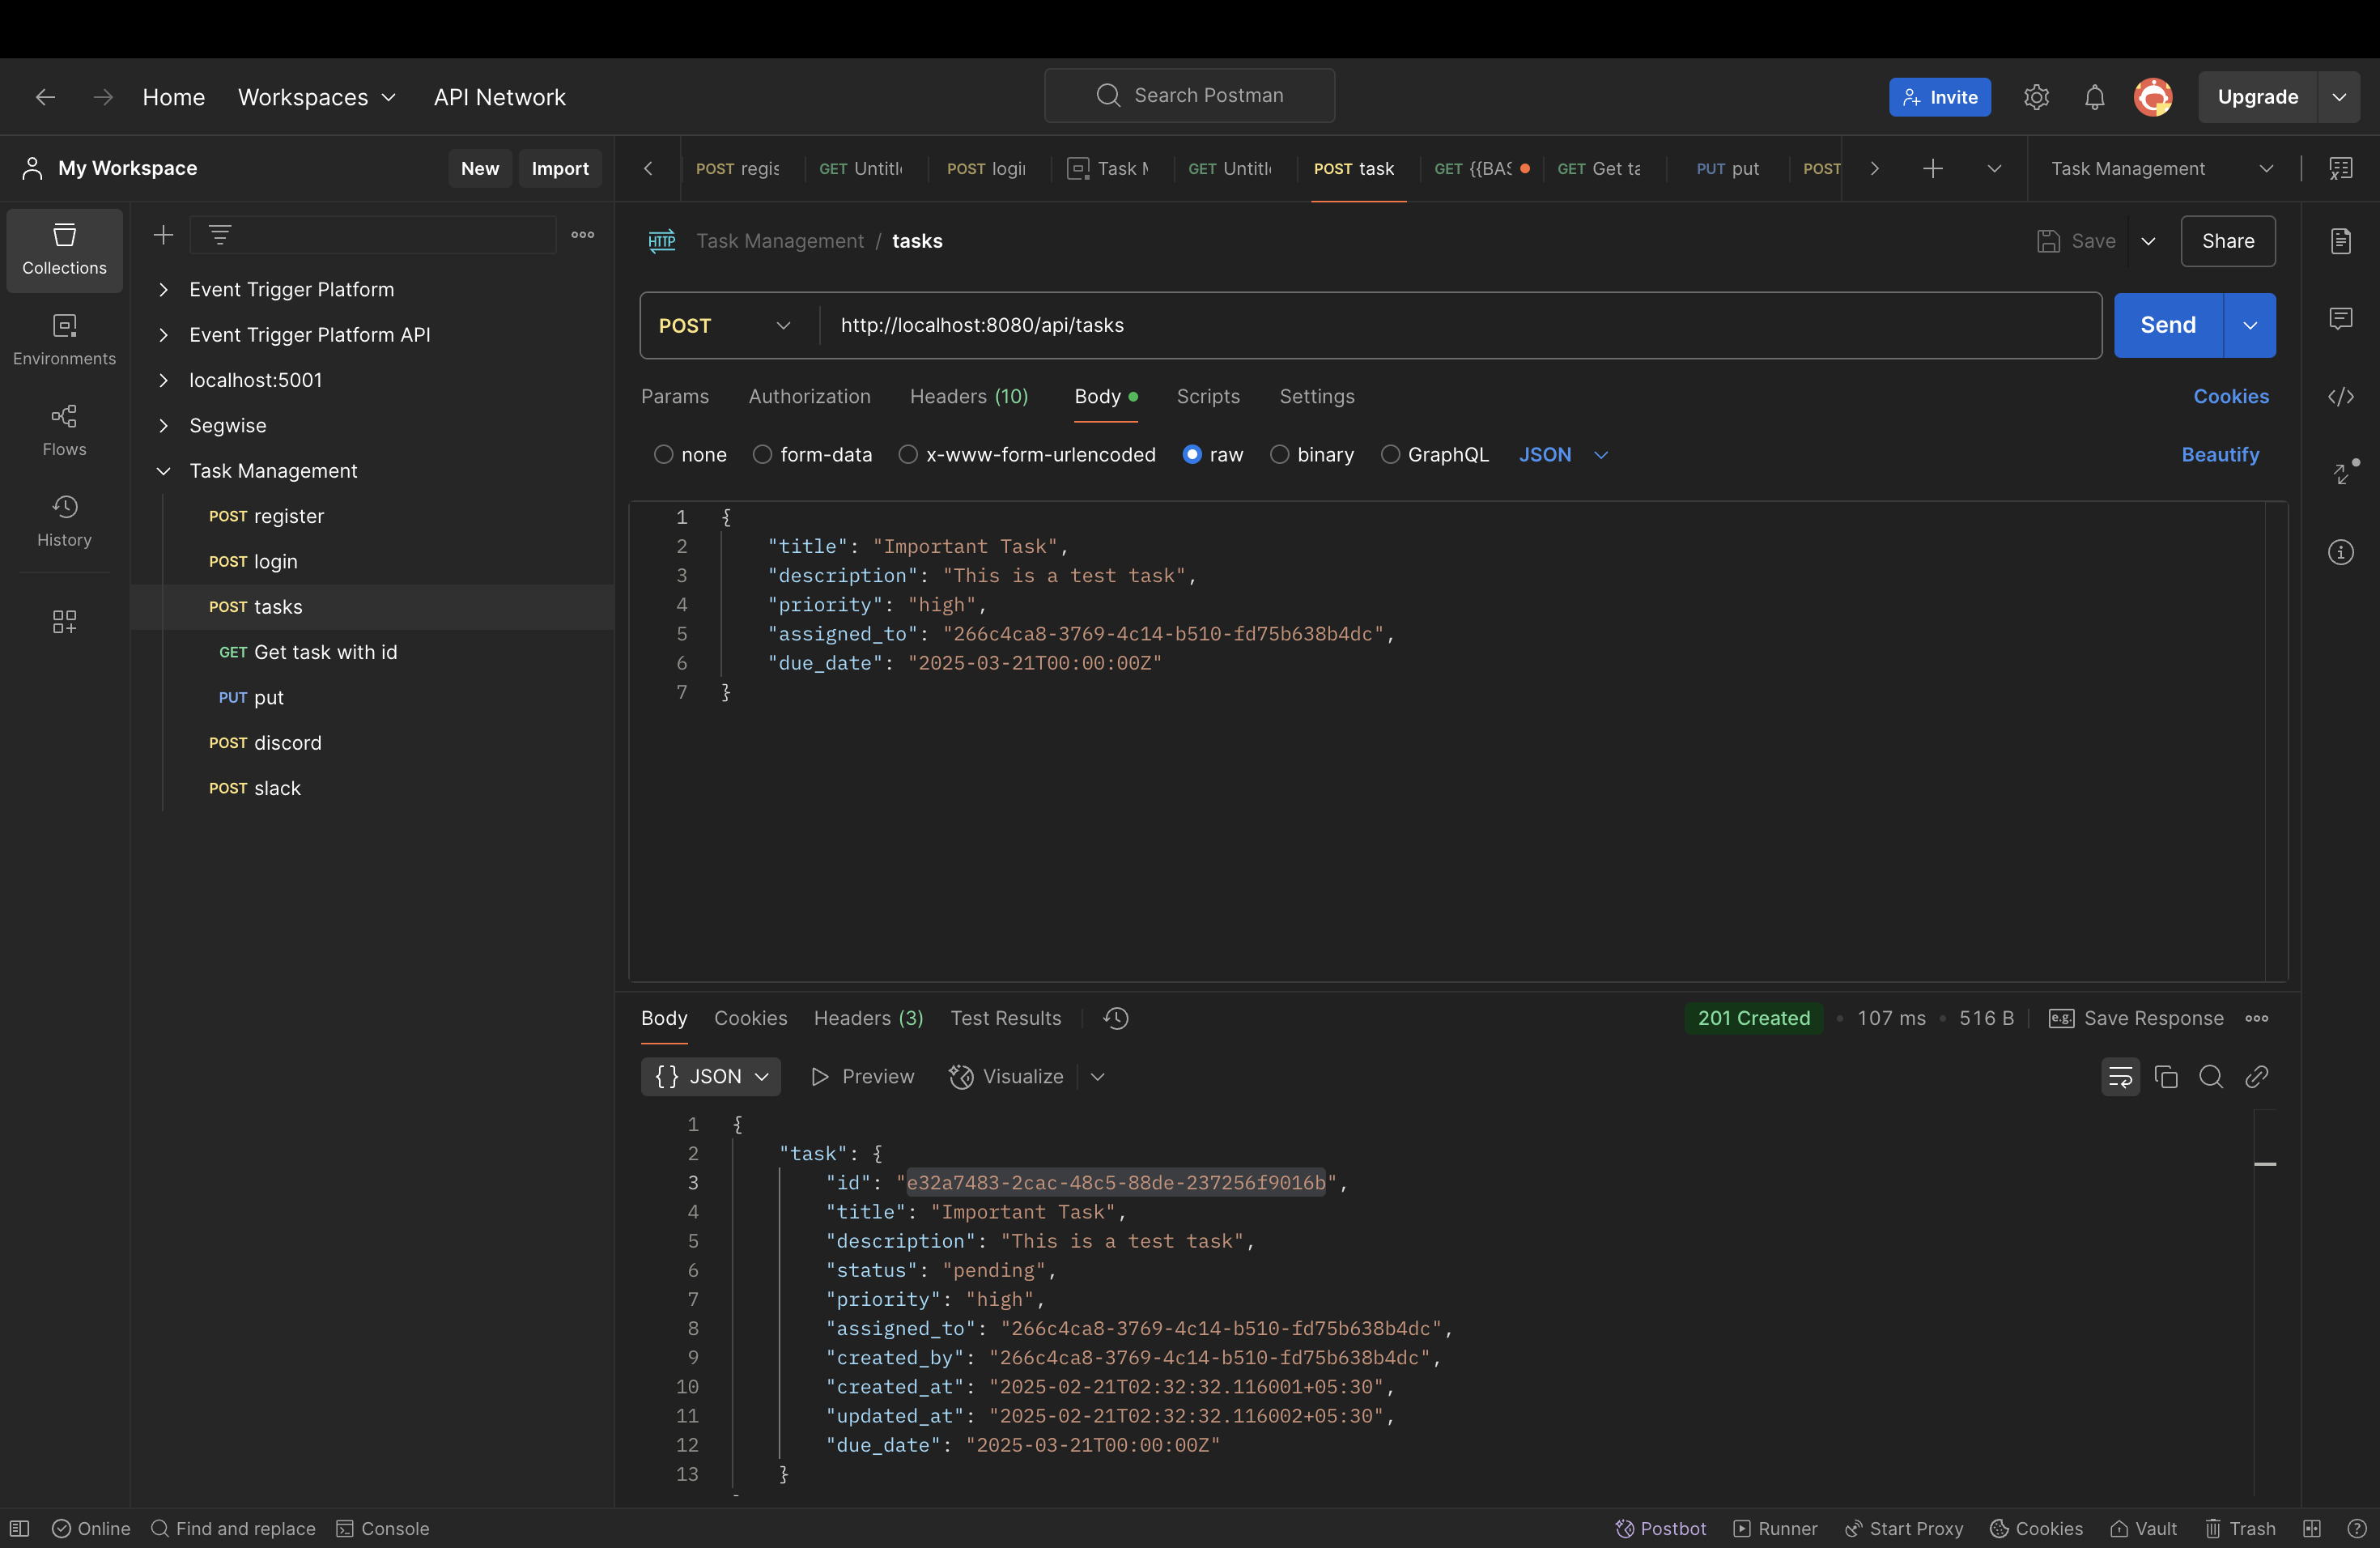 Home Workspaces API Network Search Postman Invite Upgrade
My Workspace New Import
POST regis GET Untitl POST logi Task M GET Untitl POST task GET {{BAS GET Get ta PUT put POST Task Management
Collections
Environments
Flows
History
Event Trigger Platform
Event Trigger Platform API
localhost:5001
Segwise
Task Management
POST register
POST login
POST tasks
GET Get task with id
PUT put
POST discord
POST slack
HTTP Task Management / tasks Save Share
POST http://localhost:8080/api/tasks Send
Params Authorization Headers (10) Body Scripts Settings Cookies
none form-data x-www-form-urlencoded raw binary GraphQL JSON Beautify
1 {
2 "title": "Important Task",
3 "description": "This is a test task",
4 "priority": "high",
5 "assigned_to": "266c4ca8-3769-4c14-b510-fd75b638b4dc",
6 "due_date": "2025-03-21T00:00:00Z"
7 }
Body Cookies Headers (3) Test Results 201 Created 107 ms 516 B e.g. Save Response
{} JSON Preview Visualize
1 {
2 "task": {
3 "id": "e32a7483-2cac-48c5-88de-237256f9016b",
4 "title": "Important Task",
5 "description": "This is a test task",
6 "status": "pending",
7 "priority": "high",
8 "assigned_to": "266c4ca8-3769-4c14-b510-fd75b638b4dc",
9 "created_by": "266c4ca8-3769-4c14-b510-fd75b638b4dc",
10 "created_at": "2025-02-21T02:32:32.116001+05:30",
11 "updated_at": "2025-02-21T02:32:32.116002+05:30",
12 "due_date": "2025-03-21T00:00:00Z"
13 }
Online Find and replace Console Postbot Runner Start Proxy Cookies Vault Trash